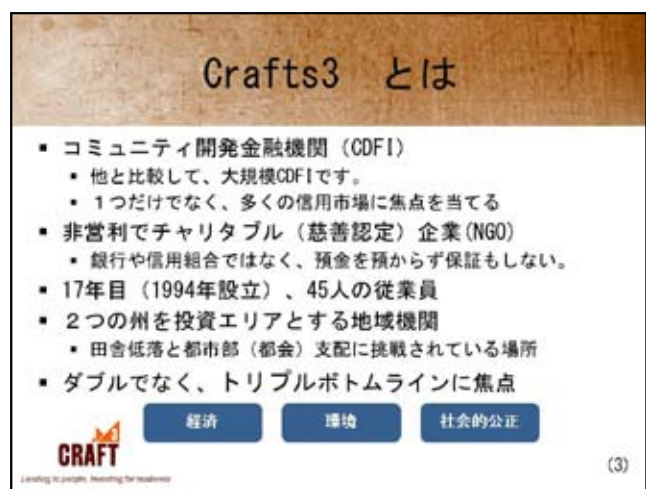 Crafts3 とは
▪ コミュニティ開発金融機関（CDFI）
▪ 他と比較して、大規模CDFIです。
▪ １つだけでなく、多くの信用市場に焦点を当てる
▪ 非営利でチャリタブル（慈善認定）企業(NGO)
▪ 銀行や信用組合ではなく、預金を預からず保証もしない。
▪ 17年目（1994年設立）、45人の従業員
▪ ２つの州を投資エリアとする地域機関
▪ 田舎低落と都市部（都会）支配に挑戦されている場所
▪ ダブルでなく、トリプルボトムラインに焦点
経済 環境 社会的公正
CRAFT
Lending to people, Investing for
(3)